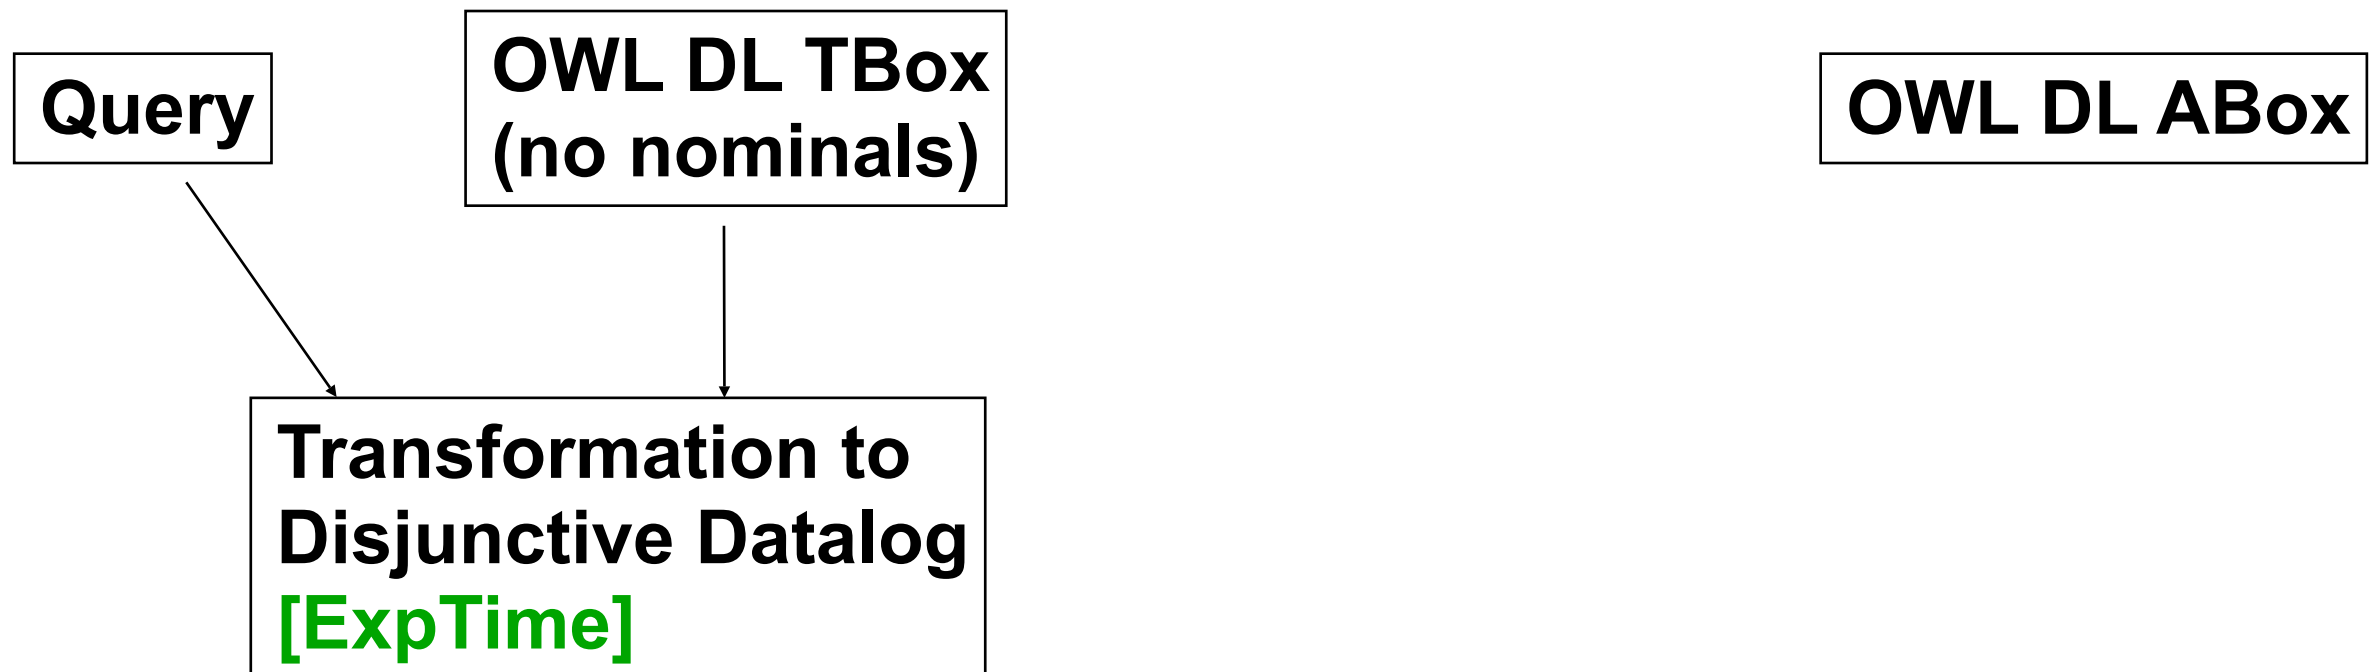 Query
OWL DL TBox
(no nominals)
OWL DL ABox
Transformation to
Disjunctive Datalog
[ExpTime]